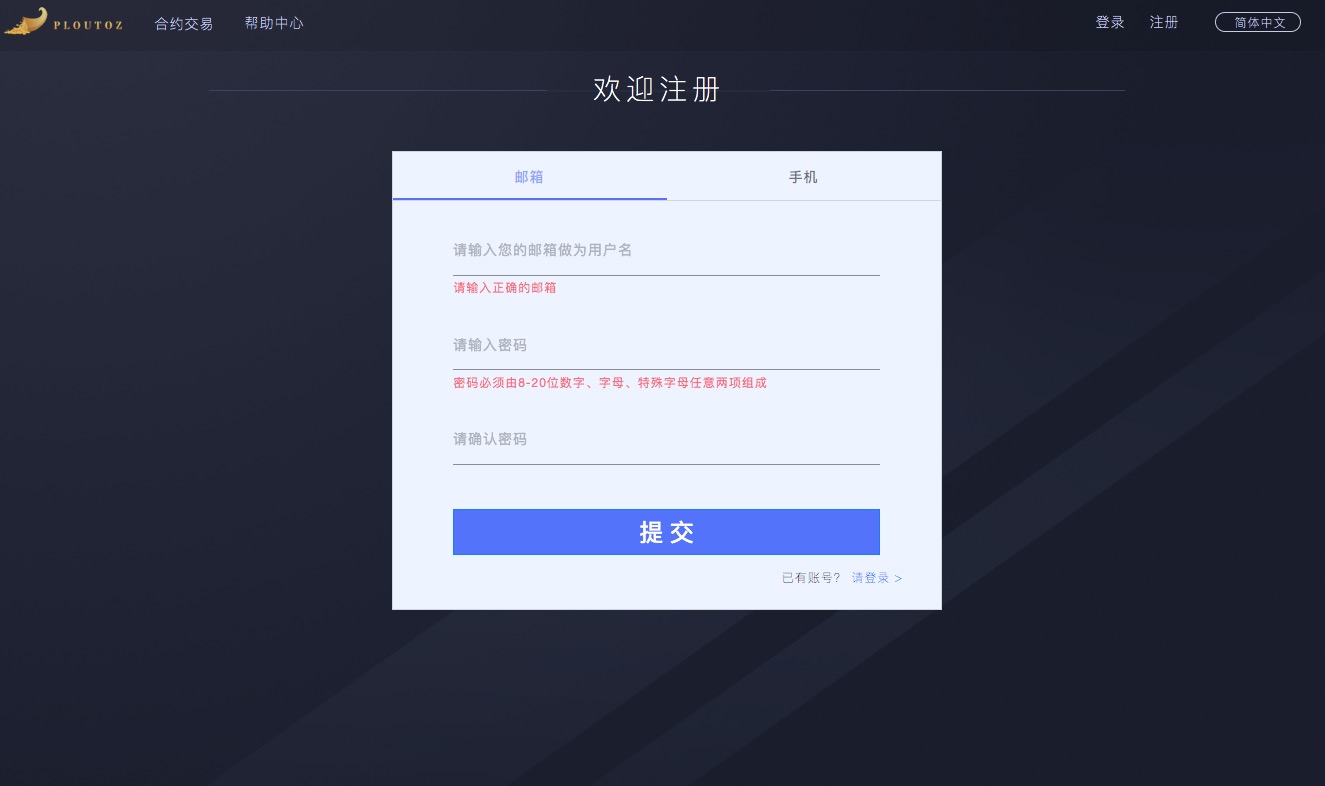 PLOUTOZ 合约交易 帮助中心 登录 注册 简体中文
欢迎注册
邮箱 手机
请输入您的邮箱做为用户名
请输入正确的邮箱
请输入密码
密码必须由8-20位数字、字母、特殊字母任意两项组成
请确认密码
提交
已有账号? 请登录 >